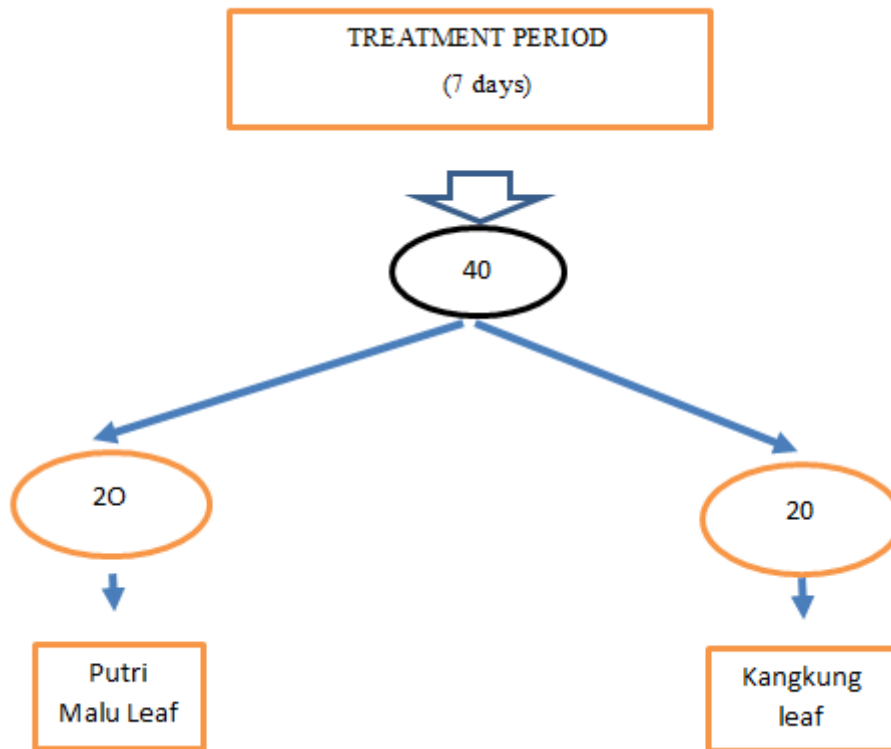 TREATMENT PERIOD
(7 days)
40
2O
20
Putri
Malu Leaf
Kangkung
leaf